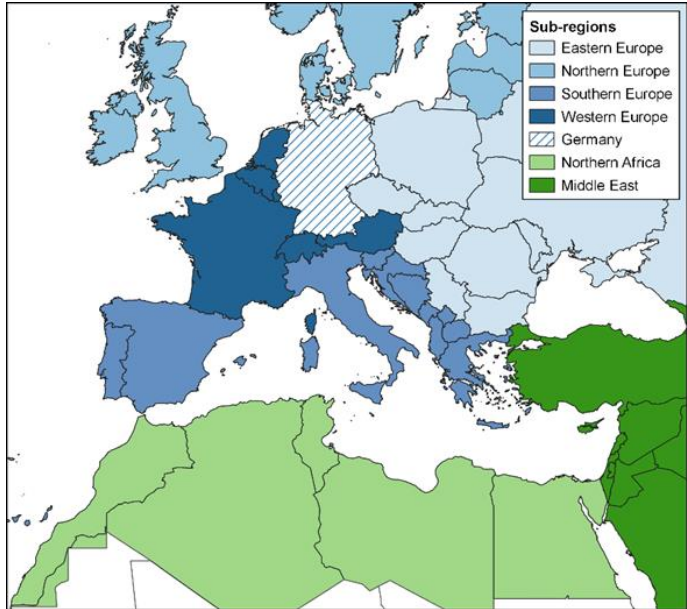 Sub-regions
Eastern Europe
Northern Europe
Southern Europe
Western Europe
Germany
Northern Africa
Middle East